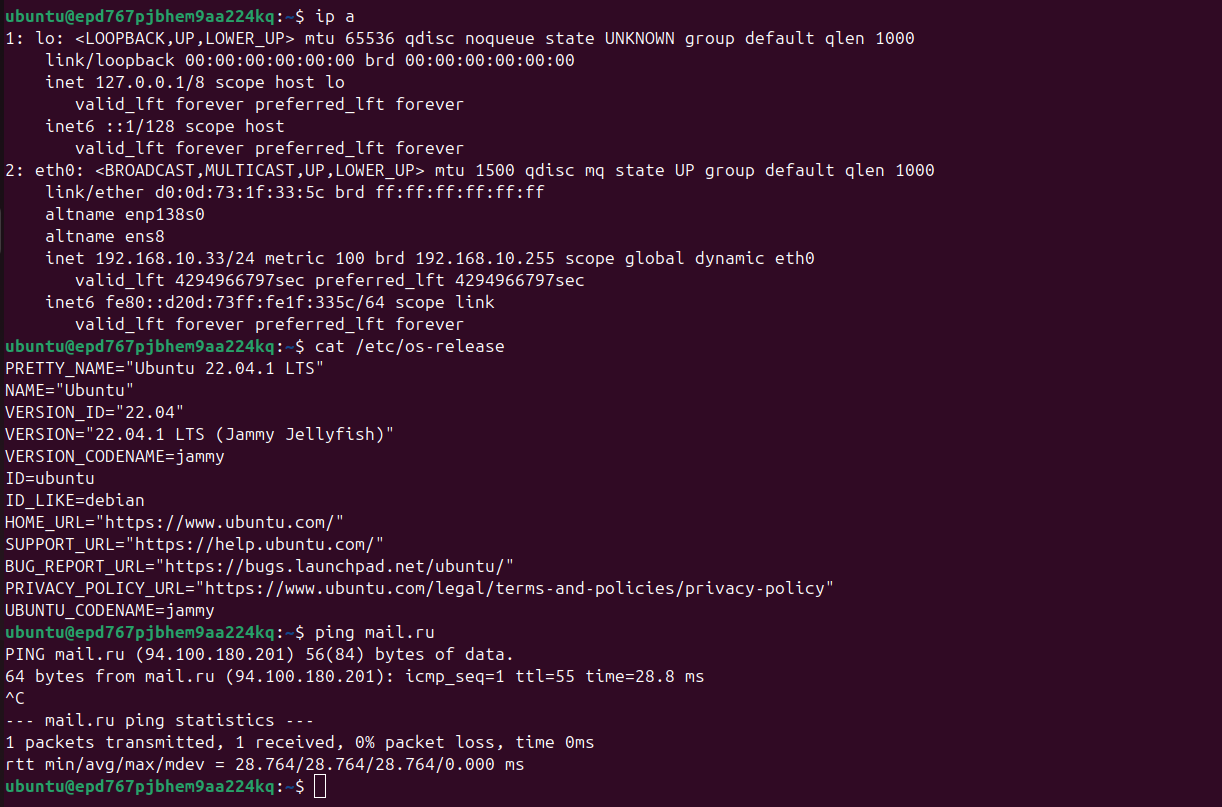 ubuntu@epd767pjbhem9aa224kq:~$ ip a
1: lo: <LOOPBACK,UP,LOWER_UP> mtu 65536 qdisc noqueue state UNKNOWN group default qlen 1000
    link/loopback 00:00:00:00:00:00 brd 00:00:00:00:00:00
    inet 127.0.0.1/8 scope host lo
       valid_lft forever preferred_lft forever
    inet6 ::1/128 scope host
       valid_lft forever preferred_lft forever
2: eth0: <BROADCAST,MULTICAST,UP,LOWER_UP> mtu 1500 qdisc mq state UP group default qlen 1000
    link/ether d0:0d:73:1f:33:5c brd ff:ff:ff:ff:ff:ff
    altname enp138s0
    altname ens8
    inet 192.168.10.33/24 metric 100 brd 192.168.10.255 scope global dynamic eth0
       valid_lft 4294966797sec preferred_lft 4294966797sec
    inet6 fe80::d20d:73ff:fe1f:335c/64 scope link
       valid_lft forever preferred_lft forever
ubuntu@epd767pjbhem9aa224kq:~$ cat /etc/os-release
PRETTY_NAME="Ubuntu 22.04.1 LTS"
NAME="Ubuntu"
VERSION_ID="22.04"
VERSION="22.04.1 LTS (Jammy Jellyfish)"
VERSION_CODENAME=jammy
ID=ubuntu
ID_LIKE=debian
HOME_URL="https://www.ubuntu.com/"
SUPPORT_URL="https://help.ubuntu.com/"
BUG_REPORT_URL="https://bugs.launchpad.net/ubuntu/"
PRIVACY_POLICY_URL="https://www.ubuntu.com/legal/terms-and-policies/privacy-policy"
UBUNTU_CODENAME=jammy
ubuntu@epd767pjbhem9aa224kq:~$ ping mail.ru
PING mail.ru (94.100.180.201) 56(84) bytes of data.
64 bytes from mail.ru (94.100.180.201): icmp_seq=1 ttl=55 time=28.8 ms
^C
--- mail.ru ping statistics ---
1 packets transmitted, 1 received, 0% packet loss, time 0ms
rtt min/avg/max/mdev = 28.764/28.764/28.764/0.000 ms
ubuntu@epd767pjbhem9aa224kq:~$